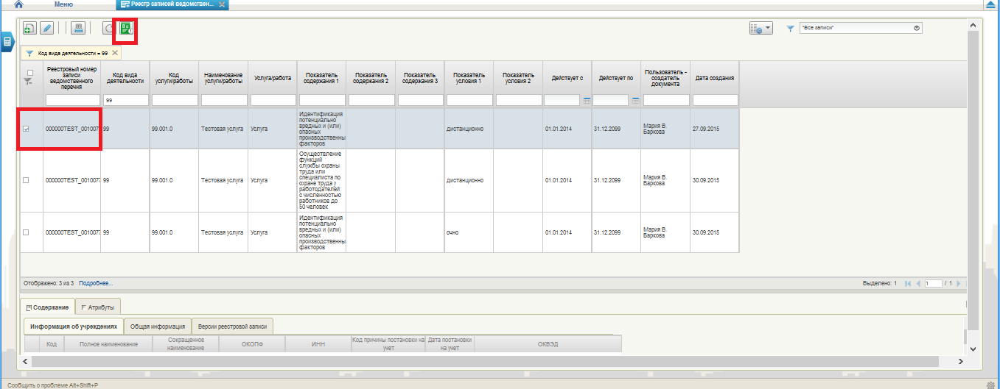 Меню
Реестр записей ведомствен...
"Все записи"
Код вида деятельности = 99
Реестровый номер
записи
ведомственного
перечня
Код вида
деятельности
Код
услуги/работы
Наименование
услуги/работы
Услуга/работа
Показатель
содержания 1
Показатель
содержания 2
Показатель
содержания 3
Показатель
условия 1
Показатель
условия 2
Действует с
Действует по
Пользователь -
создатель
документа
Дата создания
99
000000TEST_001007
99
99.001.0
Тестовая услуга
Услуга
Идентификация
потенциально
вредных и (или)
опасных
производственны
факторов
дистанционно
01.01.2014
31.12.2099
Мария В.
Баркова
27.09.2015
000000TEST_0010077
99
99.001.0
Тестовая услуга
Услуга
Осуществление
функций
службы охраны
труда или
специалиста по
охране труда у
работодателей
с численностью
работников до
50 человек
дистанционно
01.01.2014
31.12.2099
Мария В.
Баркова
30.09.2015
000000TEST_0010077
99
99.001.0
Тестовая услуга
Услуга
Идентификация
потенциально
вредных и (или)
опасных
производственны
факторов
очно
01.01.2014
31.12.2099
Мария В.
Баркова
30.09.2015
Отображено: 3 из 3 Подробнее...
Выделено: 1
1 / 1
Содержание
Атрибуты
Информация об учреждениях
Общая информация
Версии реестровой записи
Код
Полное наименование
Сокращенное
наименование
ОКОПФ
ИНН
Код причины постановки на
учет
Дата постановки
на учет
ОКВЭД
Сообщить о проблеме Alt+Shift+P